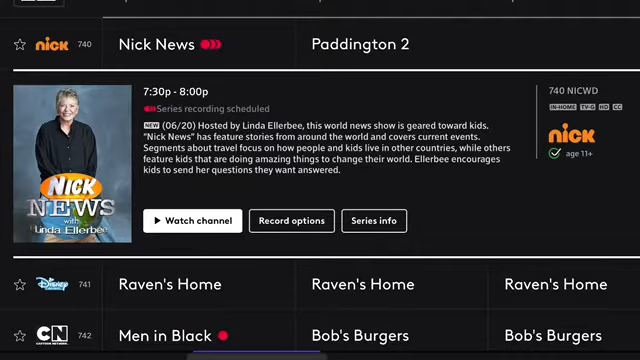 nick 740 Nick News Paddington 2
7:30p - 8:00p
Series recording scheduled
NEW (06/20) Hosted by Linda Ellerbee, this world news show is geared toward kids.
"Nick News" has feature stories from around the world and covers current events.
Segments about travel focus on how people and kids live in other countries, while others
feature kids that are doing amazing things to change their world. Ellerbee encourages
kids to send her questions they want answered.
Watch channel Record options Series info
740 NICWD
IN-HOME TV-G HD CC
nick
age 11+
NICK
NEWS
with
Linda Ellerbee
Disney 741 Raven's Home Raven's Home Raven's Home
CN CARTOON NETWORK 742 Men in Black Bob's Burgers Bob's Burgers